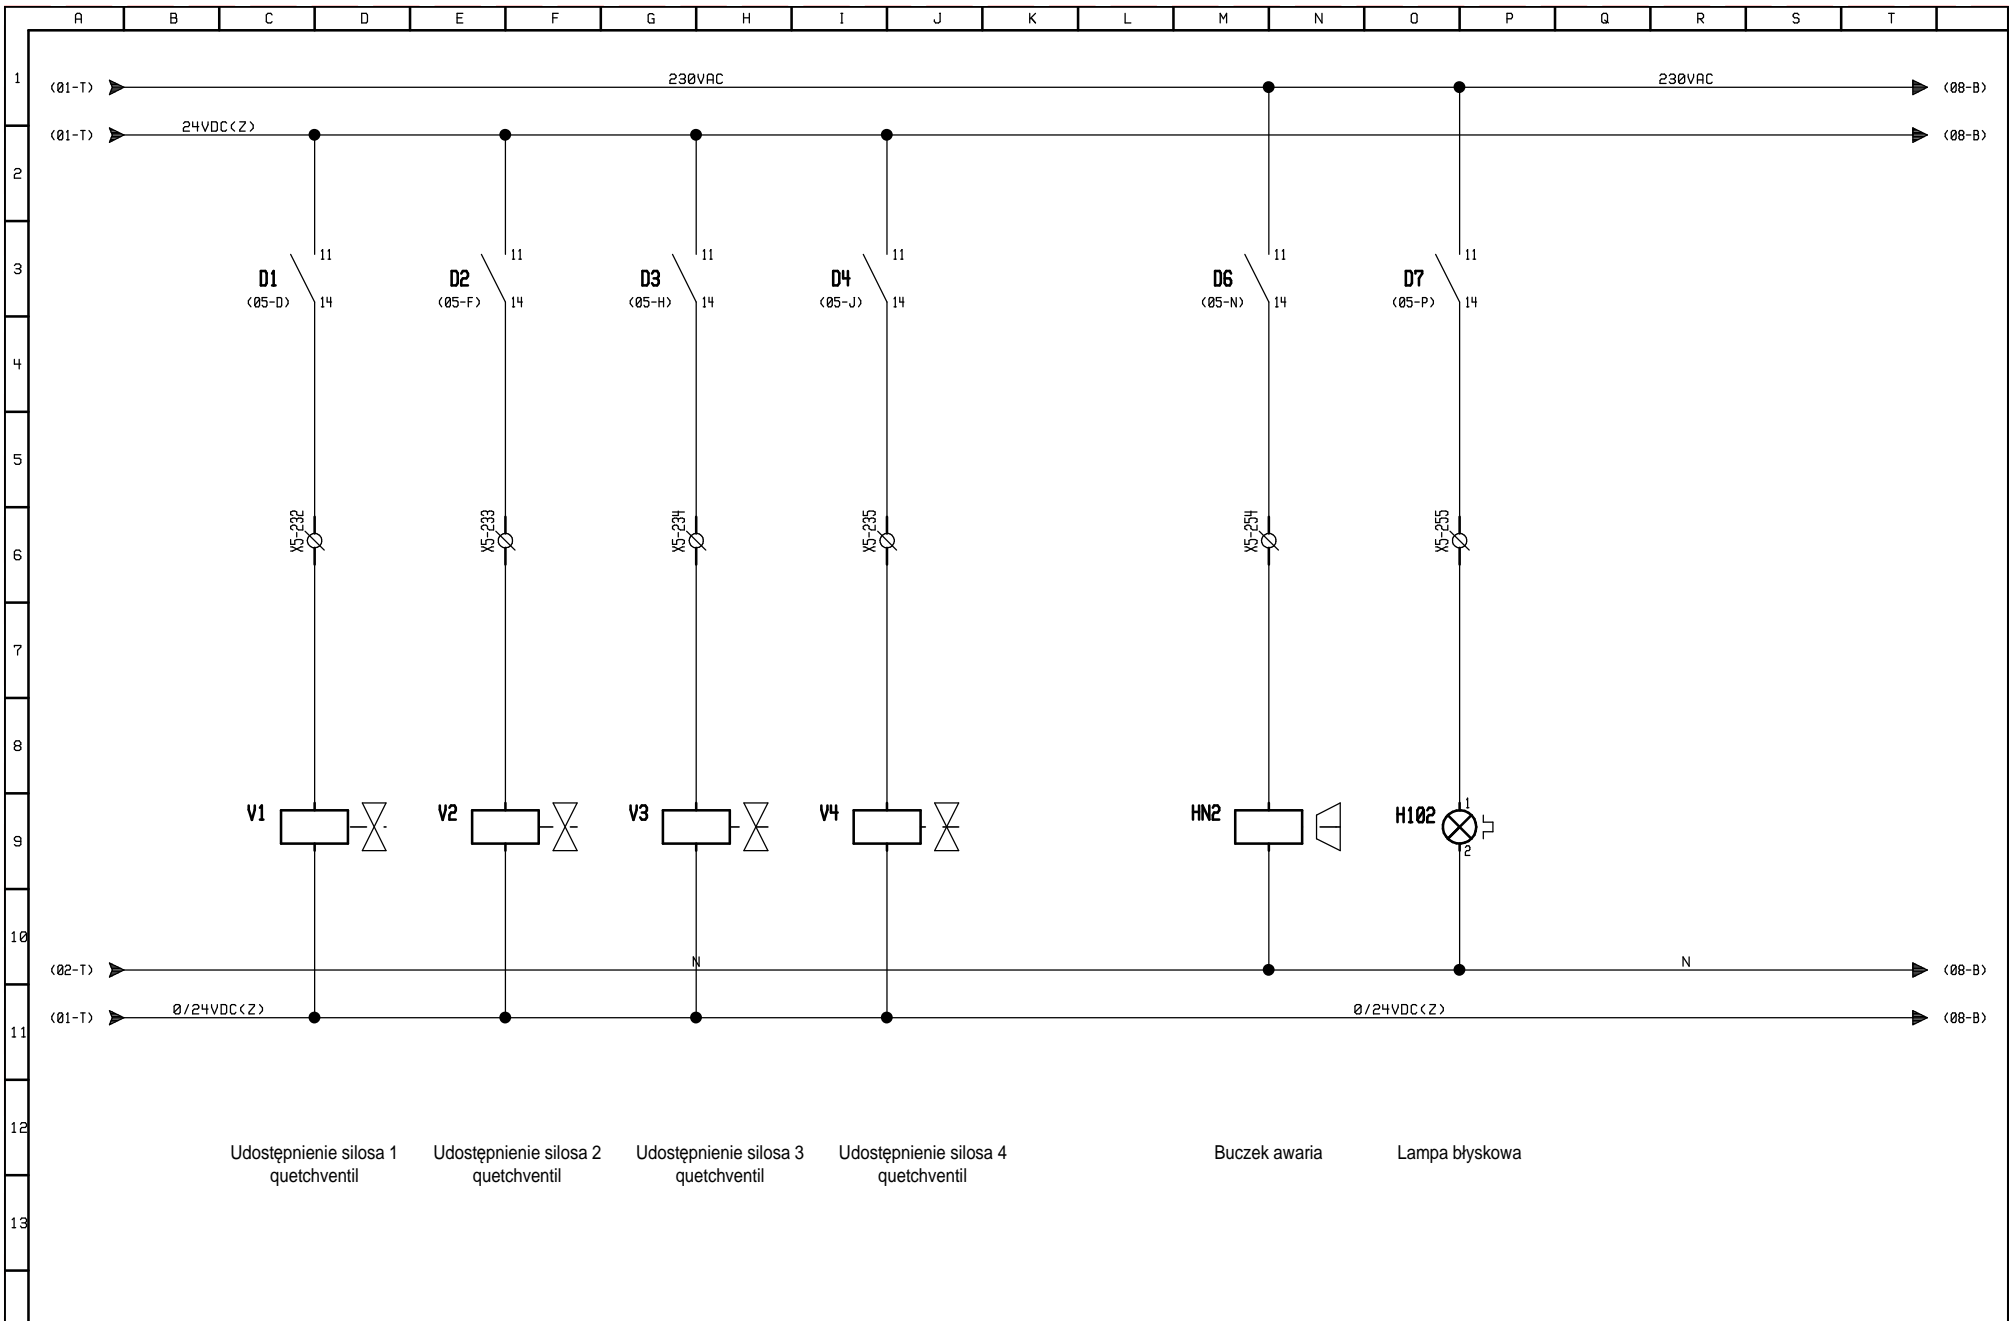 A B C D E F G H I J K L M N O P Q R S T
1
(01-T) 230VAC 230VAC (08-B)
(01-T) 24VDC(Z) (08-B)
2
11 11 11 11 11 11
3 D1 D2 D3 D4 D6 D7
(05-D) 14 (05-F) 14 (05-H) 14 (05-J) 14 (05-N) 14 (05-P) 14
4
5
X5-232 X5-233 X5-234 X5-235 X5-254 X5-255
6
7
8
1
V1 V2 V3 V4 HN2 H102
9
2
10
(02-T) N N (08-B)
(01-T) 0/24VDC(Z) 0/24VDC(Z) (08-B)
11
12
Udostępnienie silosa 1 Udostępnienie silosa 2 Udostępnienie silosa 3 Udostępnienie silosa 4 Buczek awaria Lampa błyskowa
quetchventil quetchventil quetchventil quetchventil
13